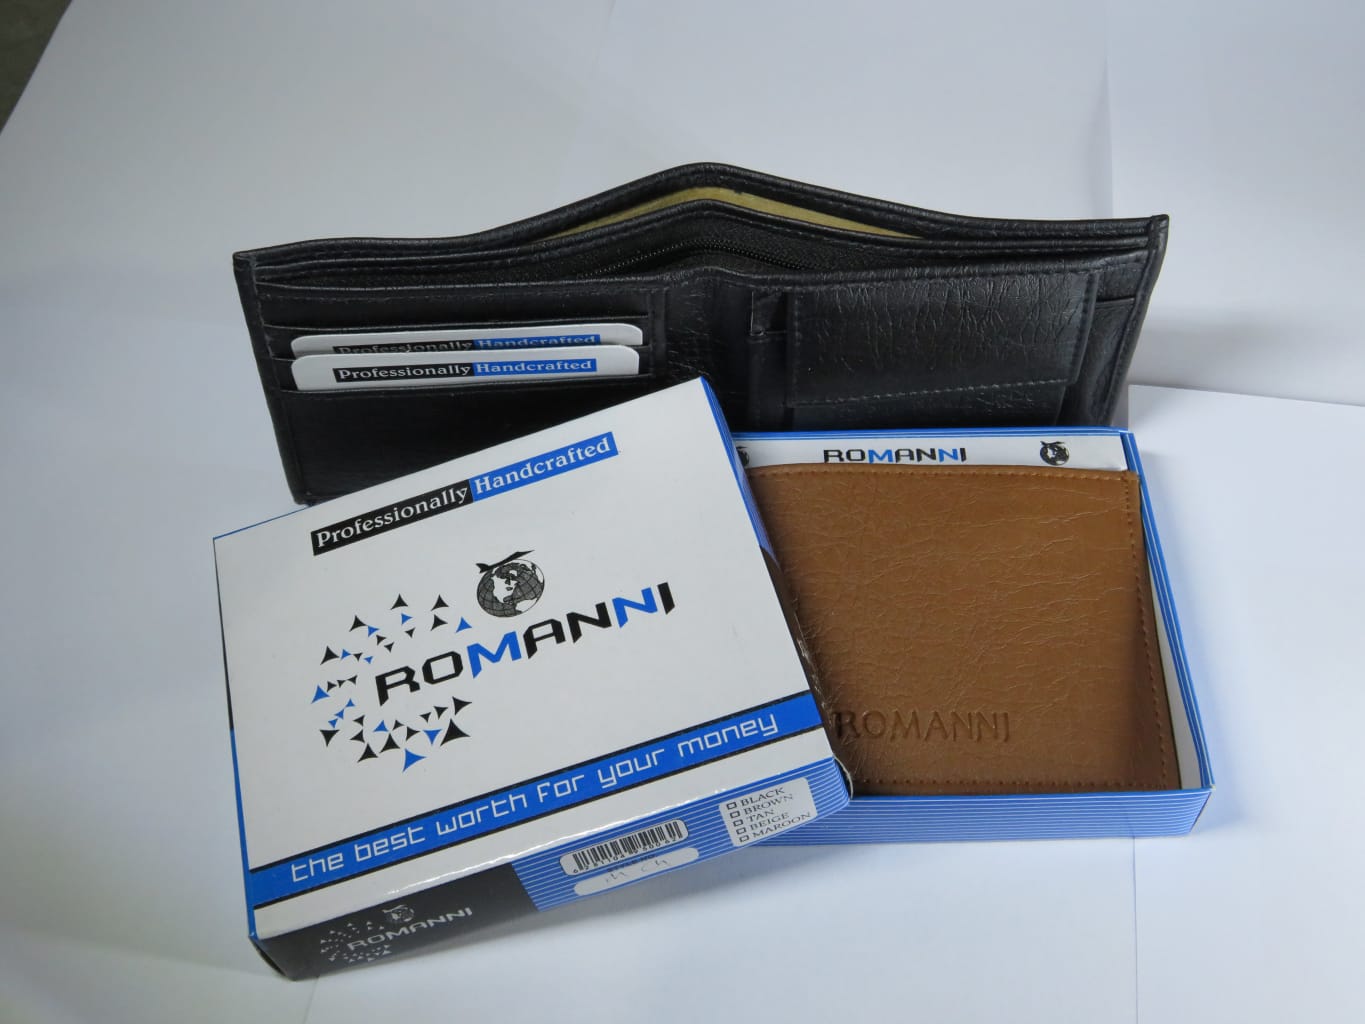 Professionally Handcrafted
Professionally Handcrafted
ROMANNI
Professionally Handcrafted
ROMANNI
ROMANNI
the best worth for your money
BLACK
BROWN
TAN
BEIGE
MAROON
ROMANNI